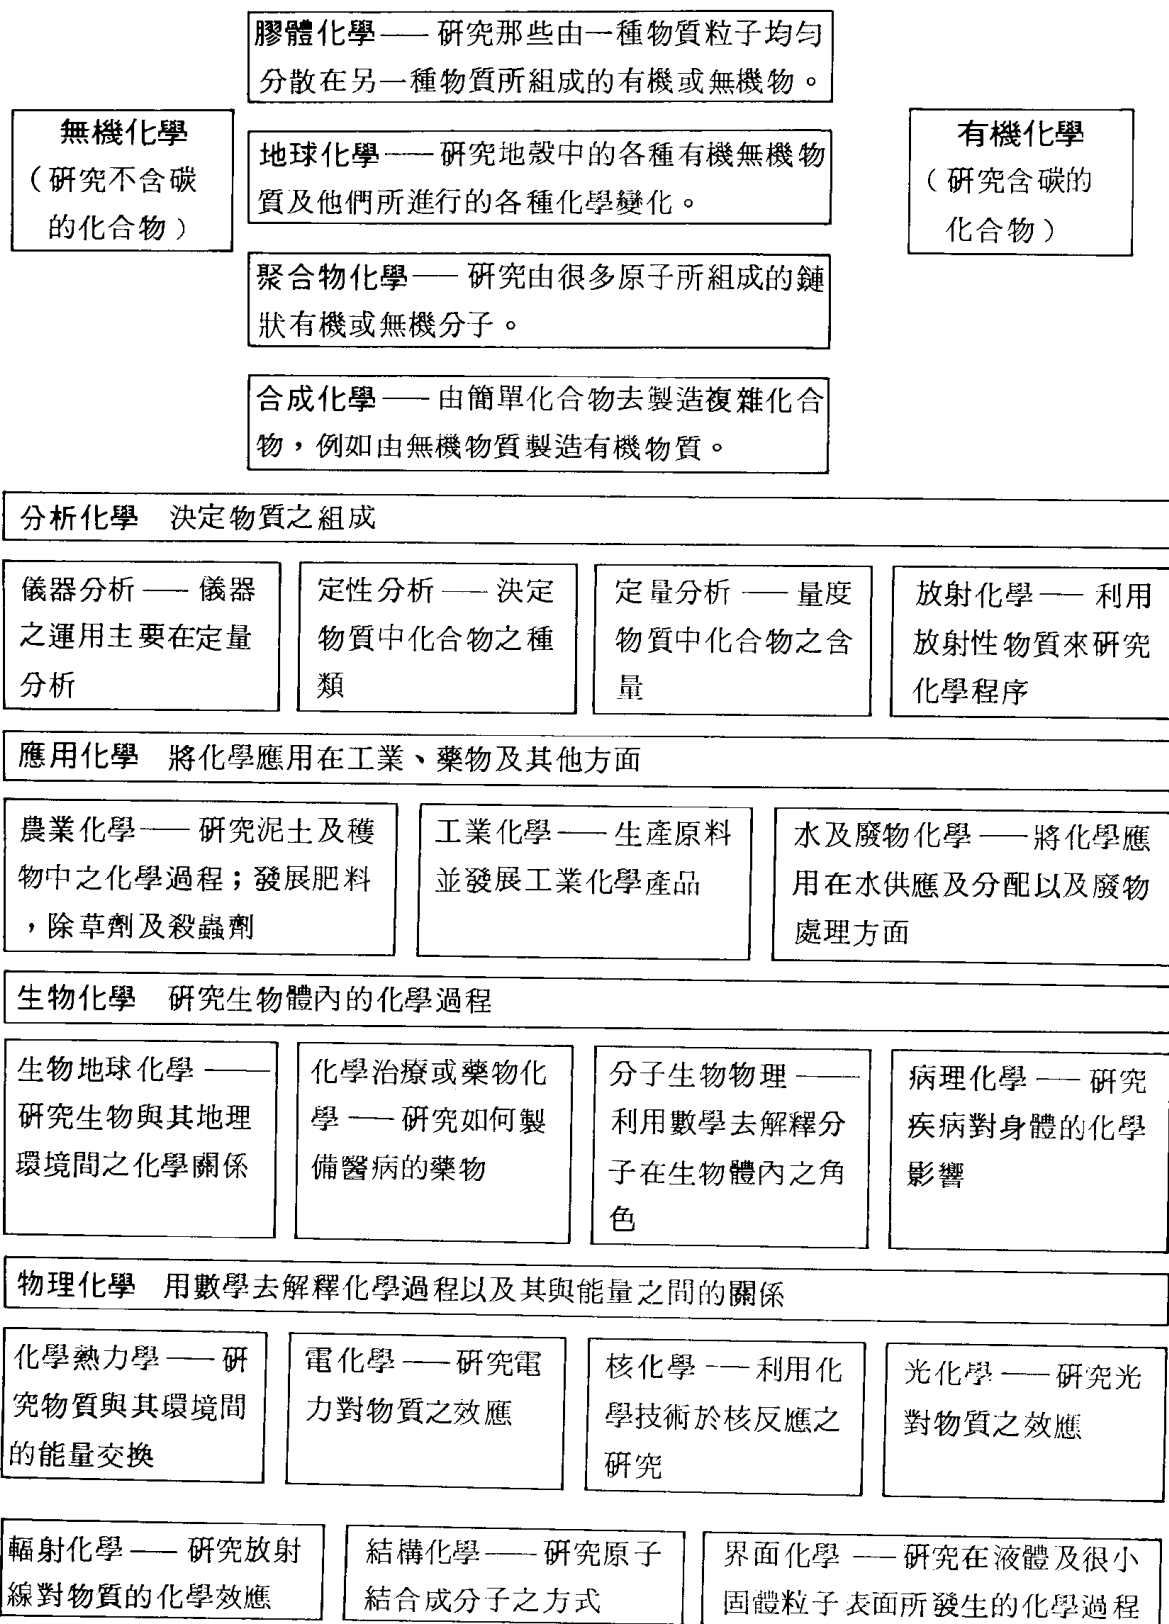 膠體化學——研究那些由一種物質粒子均勻
分散在另一種物質所組成的有機或無機物。
無機化學
（研究不含碳
的化合物）
地球化學——研究地殼中的各種有機無機物
質及他們所進行的各種化學變化。
有機化學
（研究含碳的
化合物）
聚合物化學——研究由很多原子所組成的鏈
狀有機或無機分子。
合成化學——由簡單化合物去製造複雜化合
物，例如由無機物質製造有機物質。
分析化學　決定物質之組成
儀器分析——儀器
之運用主要在定量
分析
定性分析——決定
物質中化合物之種
類
定量分析——量度
物質中化合物之含
量
放射化學——利用
放射性物質來研究
化學程序
應用化學　將化學應用在工業、藥物及其他方面
農業化學——研究泥土及穫
物中之化學過程；發展肥料
，除草劑及殺蟲劑
工業化學——生產原料
並發展工業化學產品
水及廢物化學——將化學應
用在水供應及分配以及廢物
處理方面
生物化學　研究生物體內的化學過程
生物地球化學——
研究生物與其地理
環境間之化學關係
化學治療或藥物化
學——研究如何製
備醫病的藥物
分子生物物理——
利用數學去解釋分
子在生物體內之角
色
病理化學——研究
疾病對身體的化學
影響
物理化學　用數學去解釋化學過程以及其與能量之間的關係
化學熱力學——研
究物質與其環境間
的能量交換
電化學——研究電
力對物質之效應
核化學——利用化
學技術於核反應之
研究
光化學——研究光
對物質之效應
輻射化學——研究放射
線對物質的化學效應
結構化學——研究原子
結合成分子之方式
界面化學——研究在液體及很小
固體粒子表面所發生的化學過程